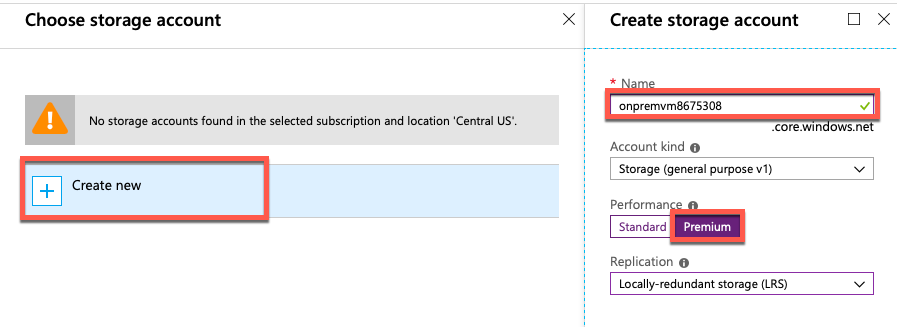 Choose storage account
No storage accounts found in the selected subscription and location 'Central US'.
Create new
Create storage account
* Name
onpremvm8675308
.core.windows.net
Account kind
Storage (general purpose v1)
Performance
Standard Premium
Replication
Locally-redundant storage (LRS)